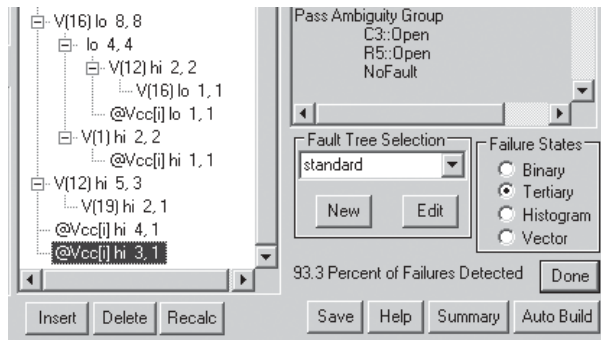 V(16) lo 8, 8
lo 4, 4
V(12) hi 2, 2
V(16) lo 1, 1
@Vcc[i] lo 1, 1
V(1) hi 2, 2
@Vcc[i] hi 1, 1
V(12) hi 5, 3
V(19) hi 2, 1
@Vcc[i] hi 4, 1
@Vcc[i] hi 3, 1
Insert Delete Recalc
Pass Ambiguity Group
C3::Open
R5::Open
NoFault
Fault Tree Selection
standard
New Edit
Failure States
Binary
Tertiary
Histogram
Vector
93.3 Percent of Failures Detected Done
Save Help Summary Auto Build